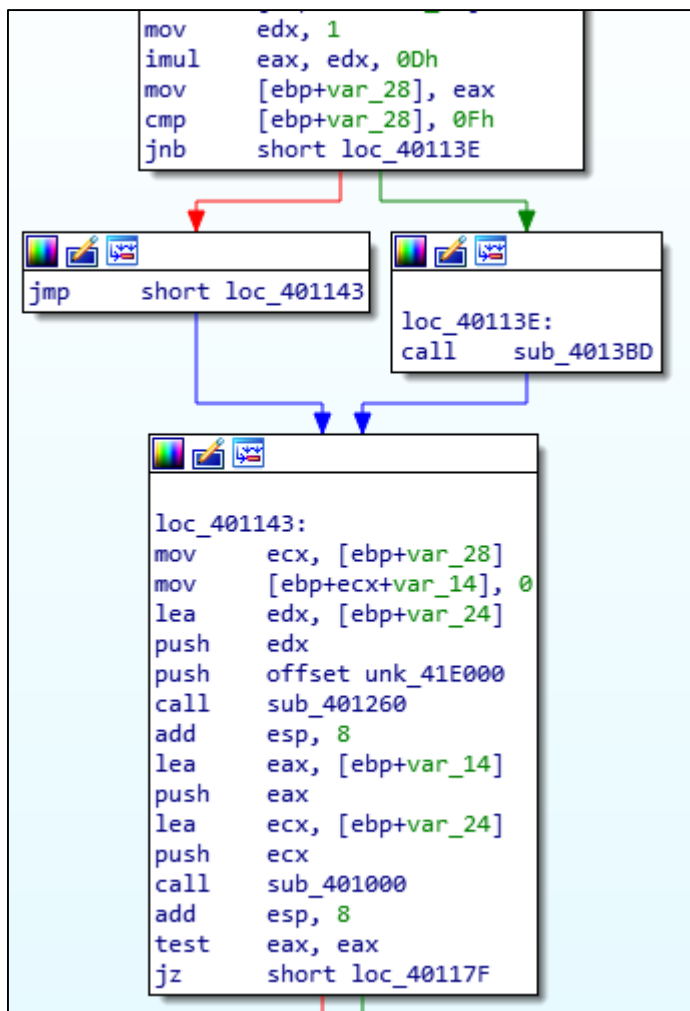 mov edx, 1
imul eax, edx, 0Dh
mov [ebp+var_28], eax
cmp [ebp+var_28], 0Fh
jnb short loc_40113E
jmp short loc_401143
loc_40113E:
call sub_4013BD
loc_401143:
mov ecx, [ebp+var_28]
mov [ebp+ecx+var_14], 0
lea edx, [ebp+var_24]
push edx
push offset unk_41E000
call sub_401260
add esp, 8
lea eax, [ebp+var_14]
push eax
lea ecx, [ebp+var_24]
push ecx
call sub_401000
add esp, 8
test eax, eax
jz short loc_40117F